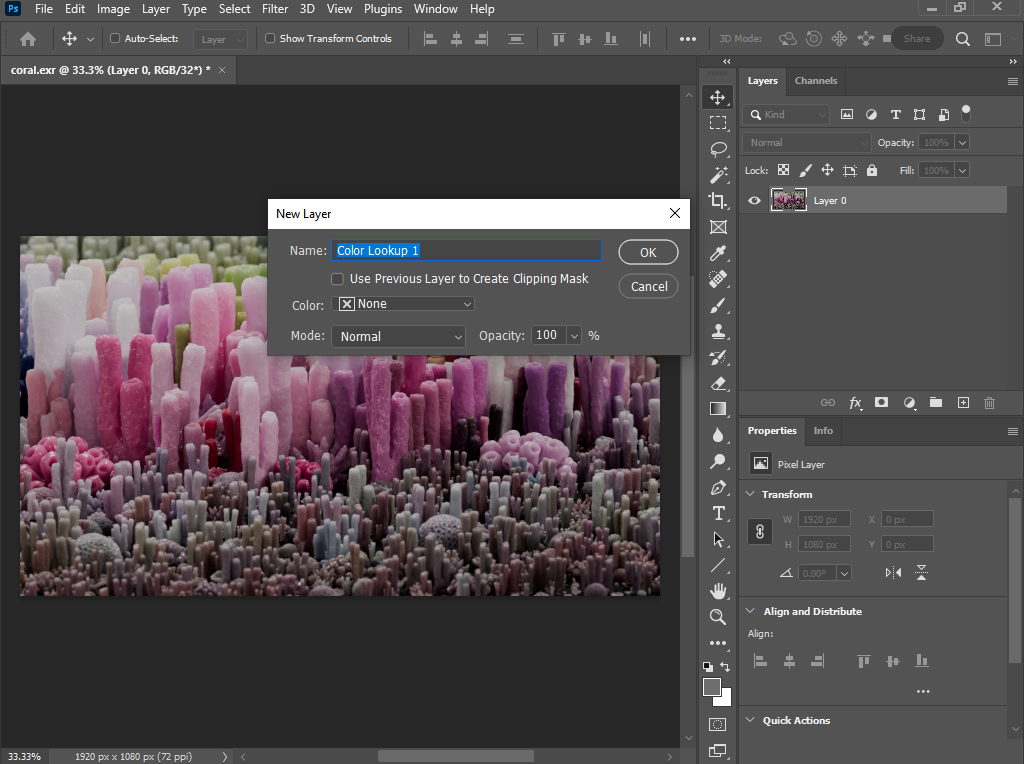 Ps File Edit Image Layer Type Select Filter 3D View Plugins Window Help
Auto-Select: Layer Show Transform Controls 3D Mode: Share
coral.exr @ 33.3% (Layer 0, RGB/32*) *
Layers Channels
Kind
Normal Opacity: 100%
Lock: Fill: 100%
Layer 0
New Layer
Name: Color Lookup 1 OK
Use Previous Layer to Create Clipping Mask
Cancel
Color: None
Mode: Normal Opacity: 100 %
fx
Properties Info
Pixel Layer
Transform
W 1920 px X 0 px
H 1080 px Y 0 px
0.00°
Align and Distribute
Align:
Quick Actions
33.33% 1920 px x 1080 px (72 ppi)